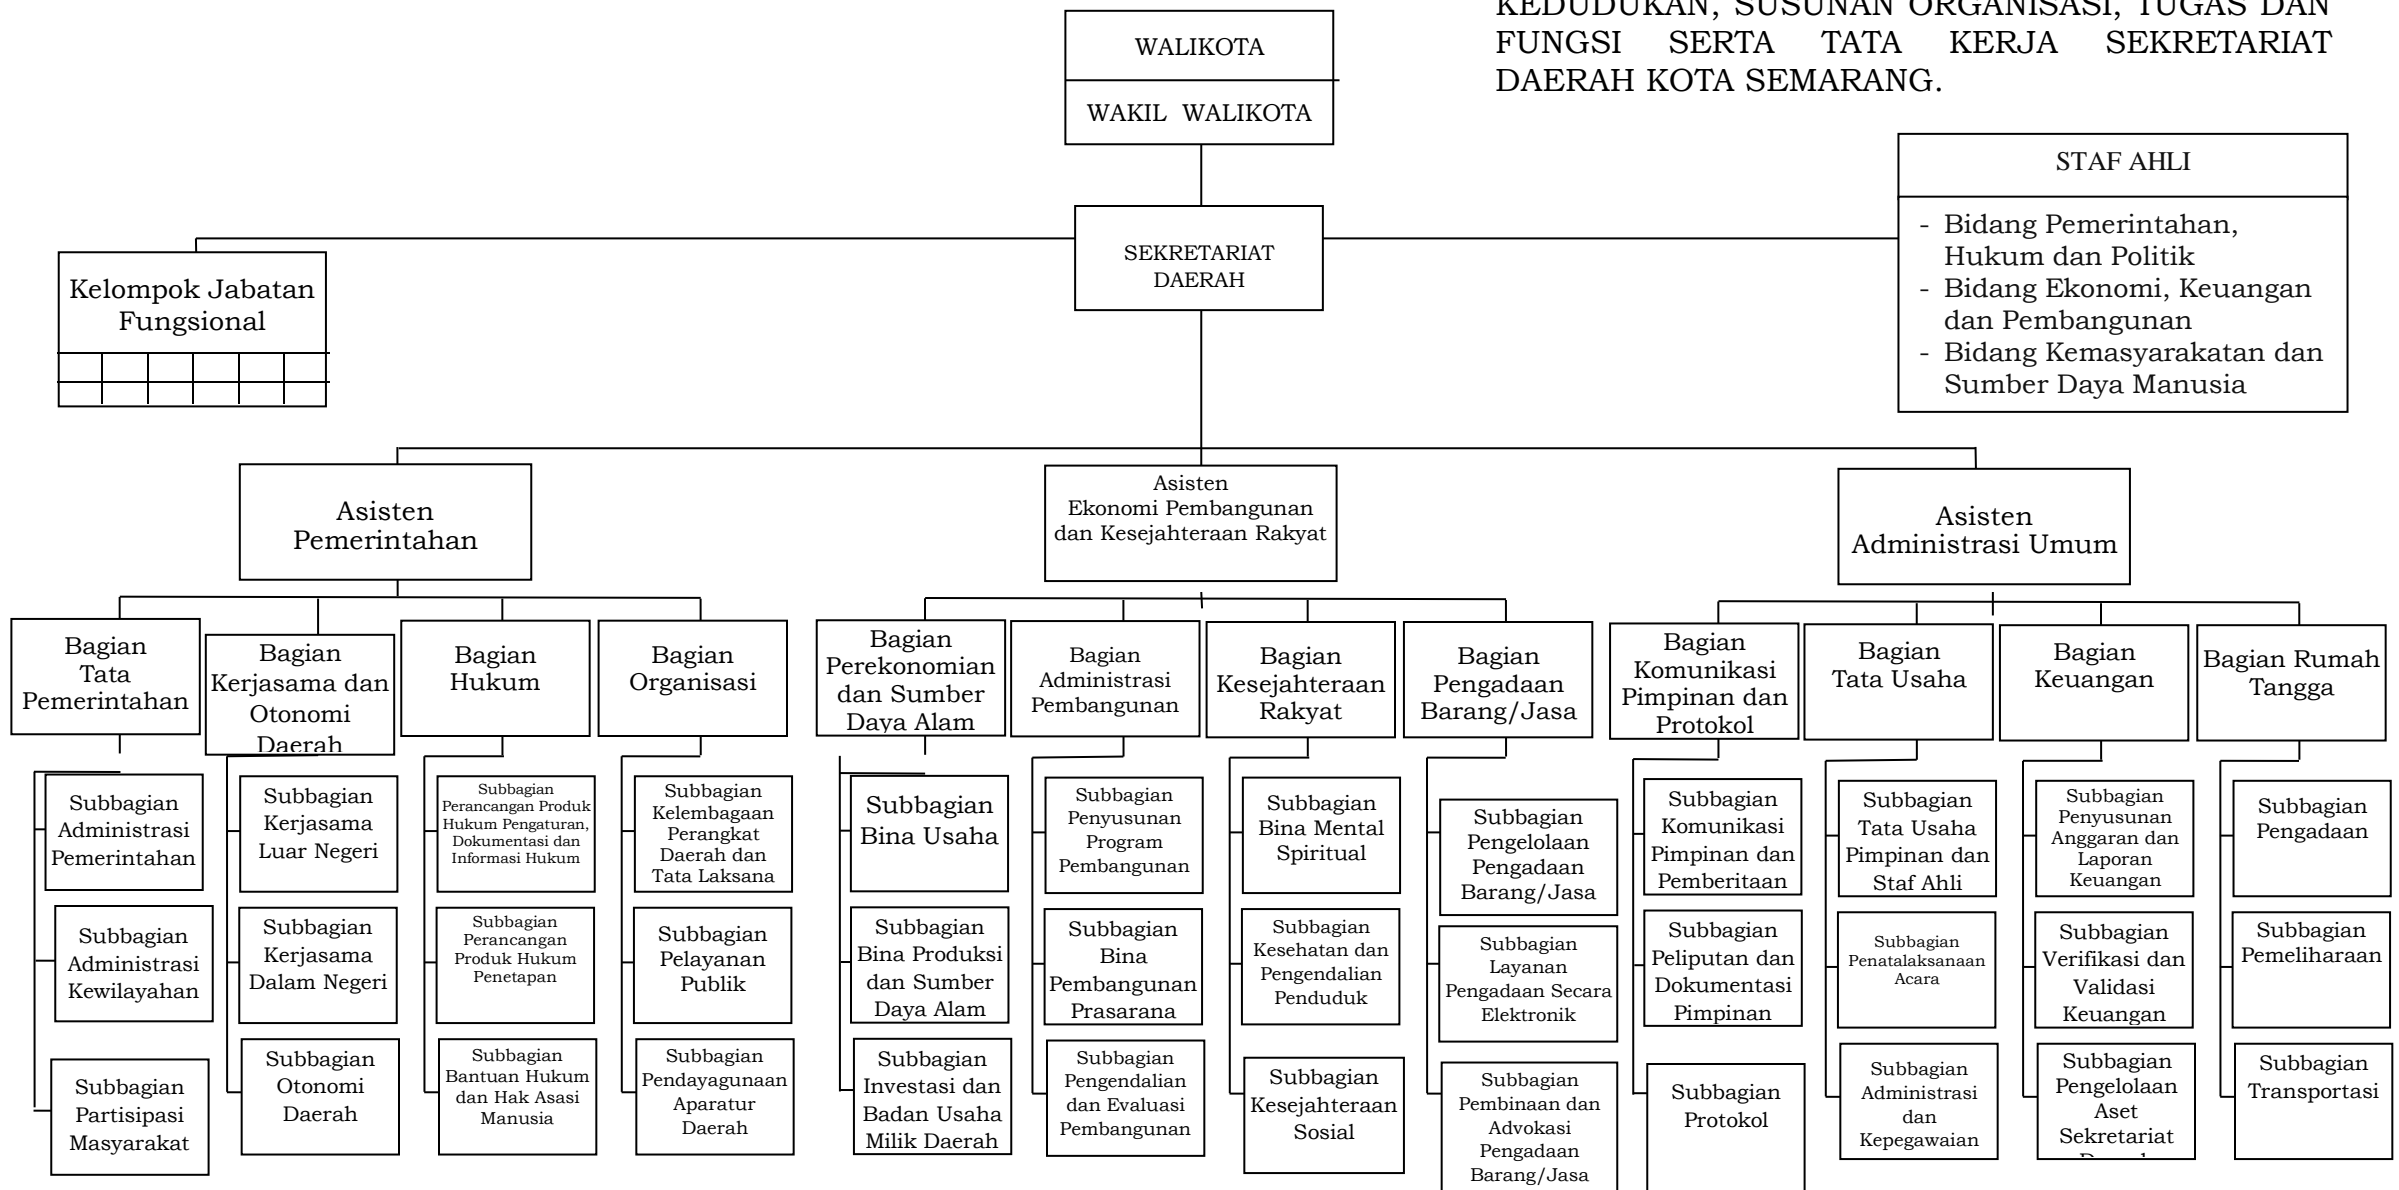 KEDUDUKAN, SUSUNAN ORGANISASI, TUGAS DAN
FUNGSI SERTA TATA KERJA SEKRETARIAT
DAERAH KOTA SEMARANG.
WALIKOTA
WAKIL WALIKOTA
STAF AHLI
- Bidang Pemerintahan,
Hukum dan Politik
- Bidang Ekonomi, Keuangan
dan Pembangunan
- Bidang Kemasyarakatan dan
Sumber Daya Manusia
SEKRETARIAT
DAERAH
Kelompok Jabatan
Fungsional
Asisten
Pemerintahan
Asisten
Ekonomi Pembangunan
dan Kesejahteraan Rakyat
Asisten
Administrasi Umum
Bagian
Tata
Pemerintahan
Bagian
Kerjasama dan
Otonomi
Daerah
Bagian
Hukum
Bagian
Organisasi
Bagian
Perekonomian
dan Sumber
Daya Alam
Bagian
Administrasi
Pembangunan
Bagian
Kesejahteraan
Rakyat
Bagian
Pengadaan
Barang/Jasa
Bagian
Komunikasi
Pimpinan dan
Protokol
Bagian
Tata Usaha
Bagian
Keuangan
Bagian Rumah
Tangga
Subbagian
Administrasi
Pemerintahan
Subbagian
Kerjasama
Luar Negeri
Subbagian
Perancangan Produk
Hukum Pengaturan,
Dokumentasi dan
Informasi Hukum
Subbagian
Kelembagaan
Perangkat
Daerah dan
Tata Laksana
Subbagian
Bina Usaha
Subbagian
Penyusunan
Program
Pembangunan
Subbagian
Bina Mental
Spiritual
Subbagian
Pengelolaan
Pengadaan
Barang/Jasa
Subbagian
Komunikasi
Pimpinan dan
Pemberitaan
Subbagian
Tata Usaha
Pimpinan dan
Staf Ahli
Subbagian
Penyusunan
Anggaran dan
Laporan
Keuangan
Subbagian
Pengadaan
Subbagian
Administrasi
Kewilayahan
Subbagian
Kerjasama
Dalam Negeri
Subbagian
Perancangan
Produk Hukum
Penetapan
Subbagian
Pelayanan
Publik
Subbagian
Bina Produksi
dan Sumber
Daya Alam
Subbagian
Bina
Pembangunan
Prasarana
Subbagian
Kesehatan dan
Pengendalian
Penduduk
Subbagian
Layanan
Pengadaan Secara
Elektronik
Subbagian
Peliputan dan
Dokumentasi
Pimpinan
Subbagian
Penatalaksanaan
Acara
Subbagian
Verifikasi dan
Validasi
Keuangan
Subbagian
Pemeliharaan
Subbagian
Partisipasi
Masyarakat
Subbagian
Otonomi
Daerah
Subbagian
Bantuan Hukum
dan Hak Asasi
Manusia
Subbagian
Pendayagunaan
Aparatur
Daerah
Subbagian
Investasi dan
Badan Usaha
Milik Daerah
Subbagian
Pengendalian
dan Evaluasi
Pembangunan
Subbagian
Kesejahteraan
Sosial
Subbagian
Pembinaan dan
Advokasi
Pengadaan
Barang/Jasa
Subbagian
Protokol
Subbagian
Administrasi
dan
Kepegawaian
Subbagian
Pengelolaan
Aset
Sekretariat
Subbagian
Transportasi